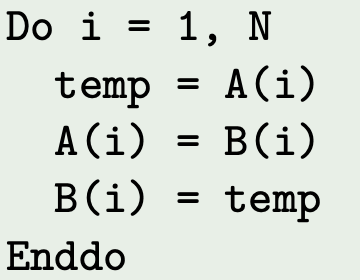 Do i = 1, N
temp = A(i)
A(i) = B(i)
B(i) = temp
Enddo